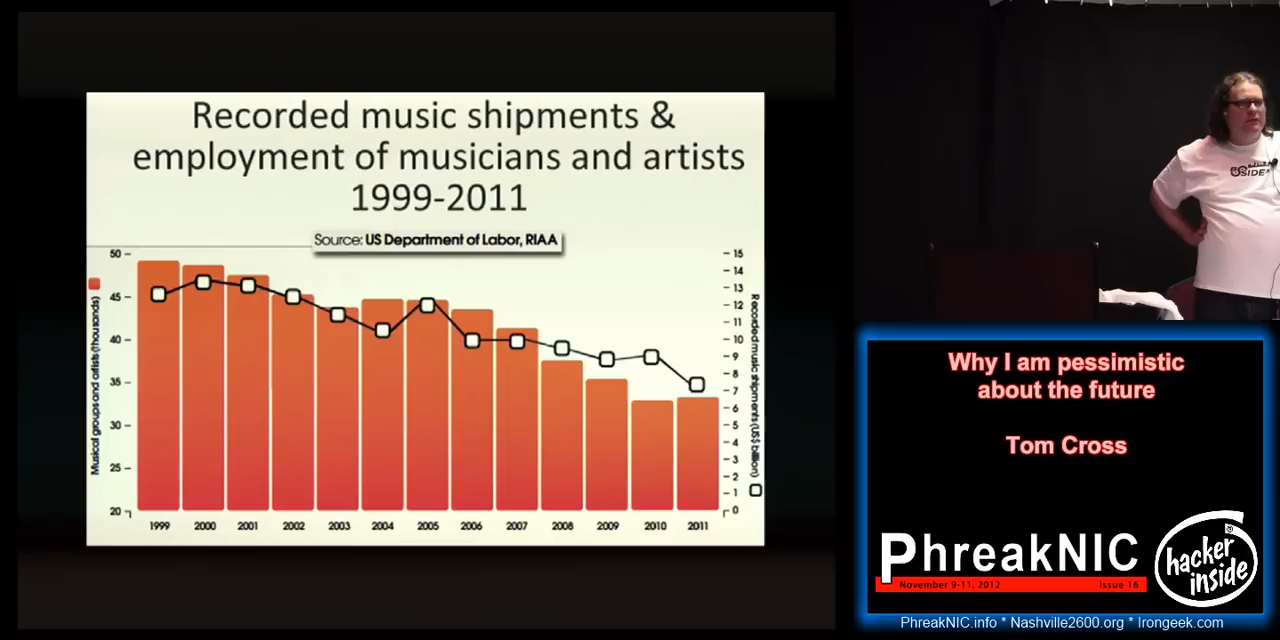 Recorded music shipments &
employment of musicians and artists
1999-2011
Source: US Department of Labor, RIAA
Musical groups and artists (thousands)
50
45
40
35
30
25
20
15
14
13
12
11
10
9
8
7
6
5
4
3
2
1
0
Recorded music shipments (US$ billion)
1999 2000 2001 2002 2003 2004 2005 2006 2007 2008 2009 2010 2011
Why I am pessimistic
about the future
Tom Cross
PhreakNIC
November 9-11, 2012 Issue 16
hacker
inside
PhreakNIC.info * Nashville2600.org * Irongeek.com